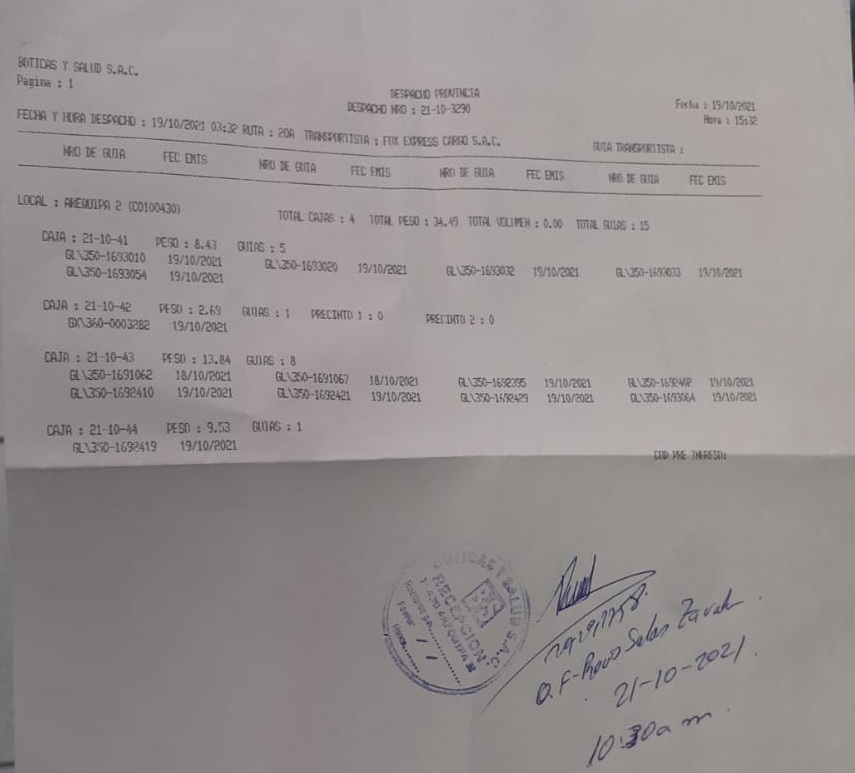 BOTICAS Y SALUD S.A.C.
Pagina : 1
DESPACHO PROVINCIA
DESPACHO NRO : 21-10-3290
Fecha : 19/10/2021
Hora : 15:32
FECHA Y HORA DESPACHO : 19/10/2021 03:32 RUTA : 20A TRANSPORTISTA : FOX EXPRESS CARGO S.A.C. GUIA TRANSPORTISTA :
NRO DE GUIA FEC EMIS NRO DE GUIA FEC EMIS NRO DE GUIA FEC EMIS NRO DE GUIA FEC EMIS
LOCAL : AREQUIPA 2 (C0100430) TOTAL CAJAS : 4 TOTAL PESO : 34.49 TOTAL VOLUMEN : 0.00 TOTAL GUIAS : 15
CAJA : 21-10-41 PESO : 8.43 GUIAS : 5
GL\350-1693010 19/10/2021 GL\350-1693020 19/10/2021 GL\350-1693032 19/10/2021 GL\350-1693033 19/10/2021
GL\350-1693054 19/10/2021
CAJA : 21-10-42 PESO : 2.69 GUIAS : 1 PRECINTO 1 : 0 PRECINTO 2 : 0
GX\360-0003282 19/10/2021
CAJA : 21-10-43 PESO : 13.84 GUIAS : 8
GL\350-1691062 18/10/2021 GL\350-1691067 18/10/2021 GL\350-1692395 19/10/2021 GL\350-1692402 19/10/2021
GL\350-1692410 19/10/2021 GL\350-1692421 19/10/2021 GL\350-1692429 19/10/2021 GL\350-1693064 19/10/2021
CAJA : 21-10-44 PESO : 9.53 GUIAS : 1
GL\350-1692419 19/10/2021
COD PRE INGRESO:
BOTICAS Y SALUD S.A.C.
RECEPCION
AREQUIPA
Fecha: / /
Hora:
Q.F-
Salas
21-10-2021.
10:30a m.